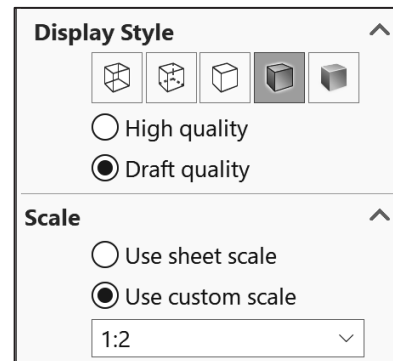 Display Style
High quality
Draft quality
Scale
Use sheet scale
Use custom scale
1:2